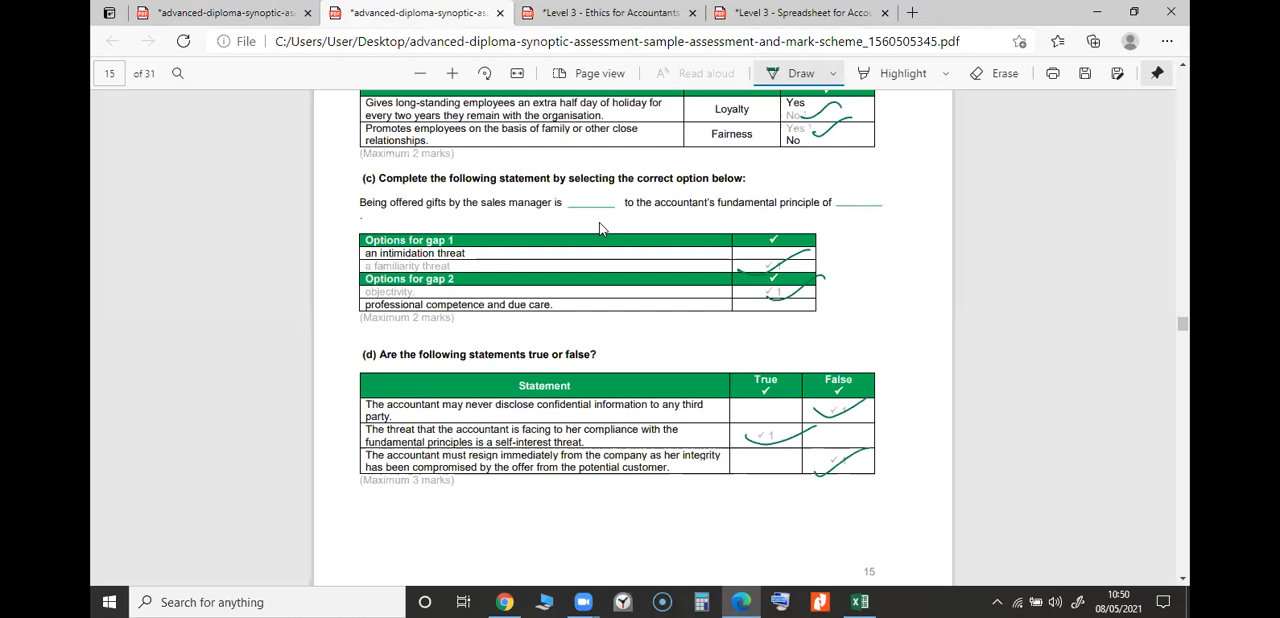 *advanced-diploma-synoptic-as
*advanced-diploma-synoptic-ass
*Level 3 - Ethics for Accountants
*Level 3 - Spreadsheet for Accou
File
C:/Users/User/Desktop/advanced-diploma-synoptic-assessment-sample-assessment-and-mark-scheme_1560505345.pdf
15 of 31
Page view
Read aloud
Draw
Highlight
Erase
Gives long-standing employees an extra half day of holiday for
every two years they remain with the organisation.
Loyalty
Yes
No ¹
Promotes employees on the basis of family or other close
relationships.
Fairness
Yes ¹
No
(Maximum 2 marks)
(c) Complete the following statement by selecting the correct option below:
Being offered gifts by the sales manager is ________ to the accountant's fundamental principle of ________
.
Options for gap 1 ✓
an intimidation threat
a familiarity threat ✓ 1
Options for gap 2 ✓
objectivity. ✓ 1
professional competence and due care.
(Maximum 2 marks)
(d) Are the following statements true or false?
Statement
True
✓
False
✓
The accountant may never disclose confidential information to any third
party.
✓ 1
The threat that the accountant is facing to her compliance with the
fundamental principles is a self-interest threat.
✓ 1
The accountant must resign immediately from the company as her integrity
has been compromised by the offer from the potential customer.
✓ 1
(Maximum 3 marks)
15
Search for anything
10:50
08/05/2021